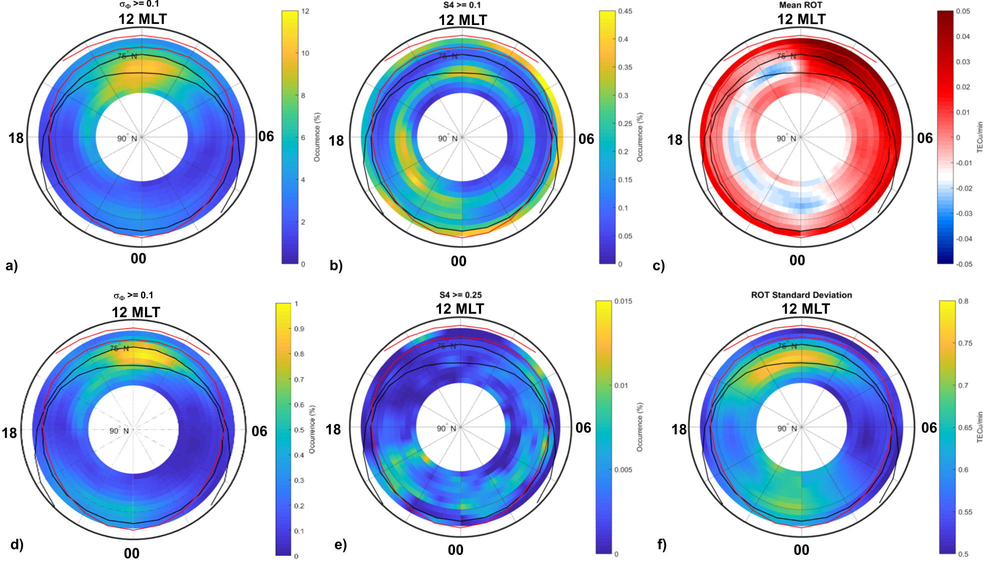 σΦ >= 0.1
12 MLT
75° N
90° N
18
06
00
a)
12
10
8
6
4
2
0
Occurrence (%)
S4 >= 0.1
12 MLT
75° N
90° N
18
06
00
b)
0.45
0.4
0.35
0.3
0.25
0.2
0.15
0.1
0.05
0
Occurrence (%)
Mean ROT
12 MLT
75° N
90° N
18
06
00
c)
0.05
0.04
0.03
0.02
0.01
0
-0.01
-0.02
-0.03
-0.04
-0.05
TECu/min
σΦ >= 0.1
12 MLT
75° N
90° N
18
06
00
d)
1
0.9
0.8
0.7
0.6
0.5
0.4
0.3
0.2
0.1
0
Occurrence (%)
S4 >= 0.25
12 MLT
75° N
90° N
18
06
00
e)
0.015
0.01
0.005
0
Occurrence (%)
ROT Standard Deviation
12 MLT
75° N
90° N
18
06
00
f)
0.8
0.75
0.7
0.65
0.6
0.55
0.5
TECu/min